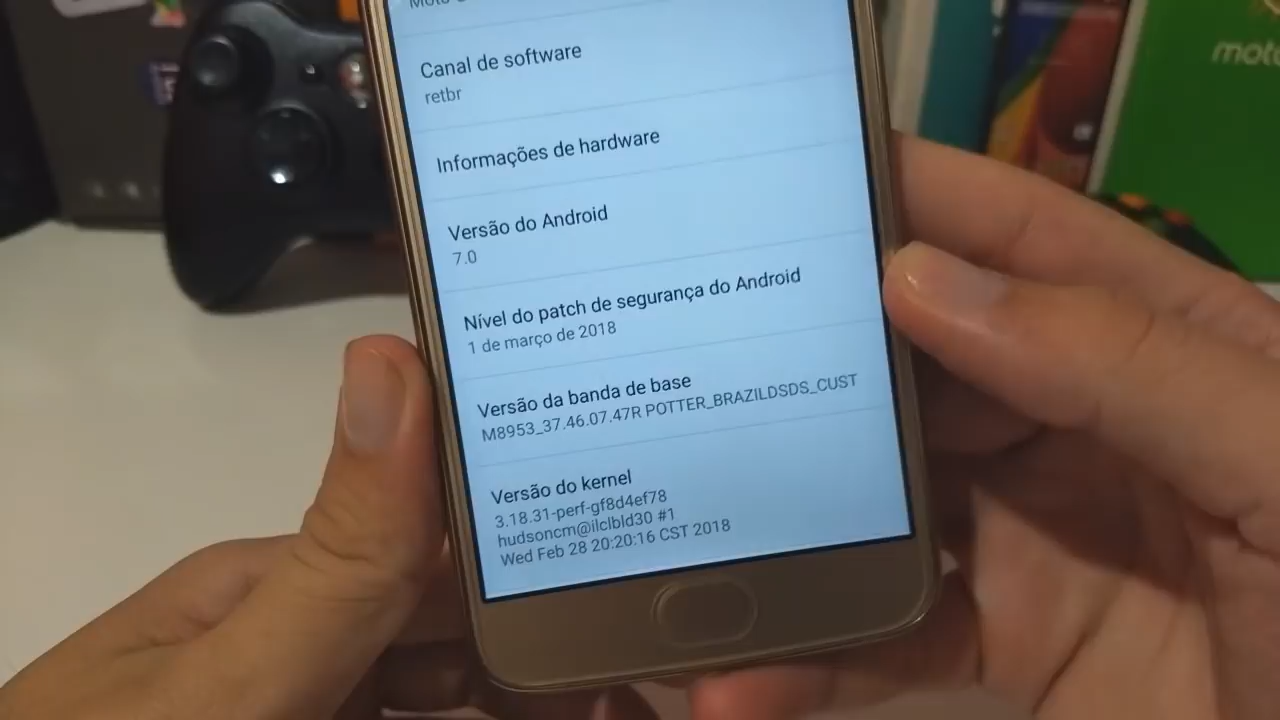 Moto
Canal de software
retbr
Informações de hardware
Versão do Android
7.0
Nível do patch de segurança do Android
1 de março de 2018
Versão da banda de base
M8953_37.46.07.47R POTTER_BRAZILDSDS_CUST
Versão do kernel
3.18.31-perf-gf8d4ef78
hudsoncm@ilclbld30 #1
Wed Feb 28 20:20:16 CST 2018
moto